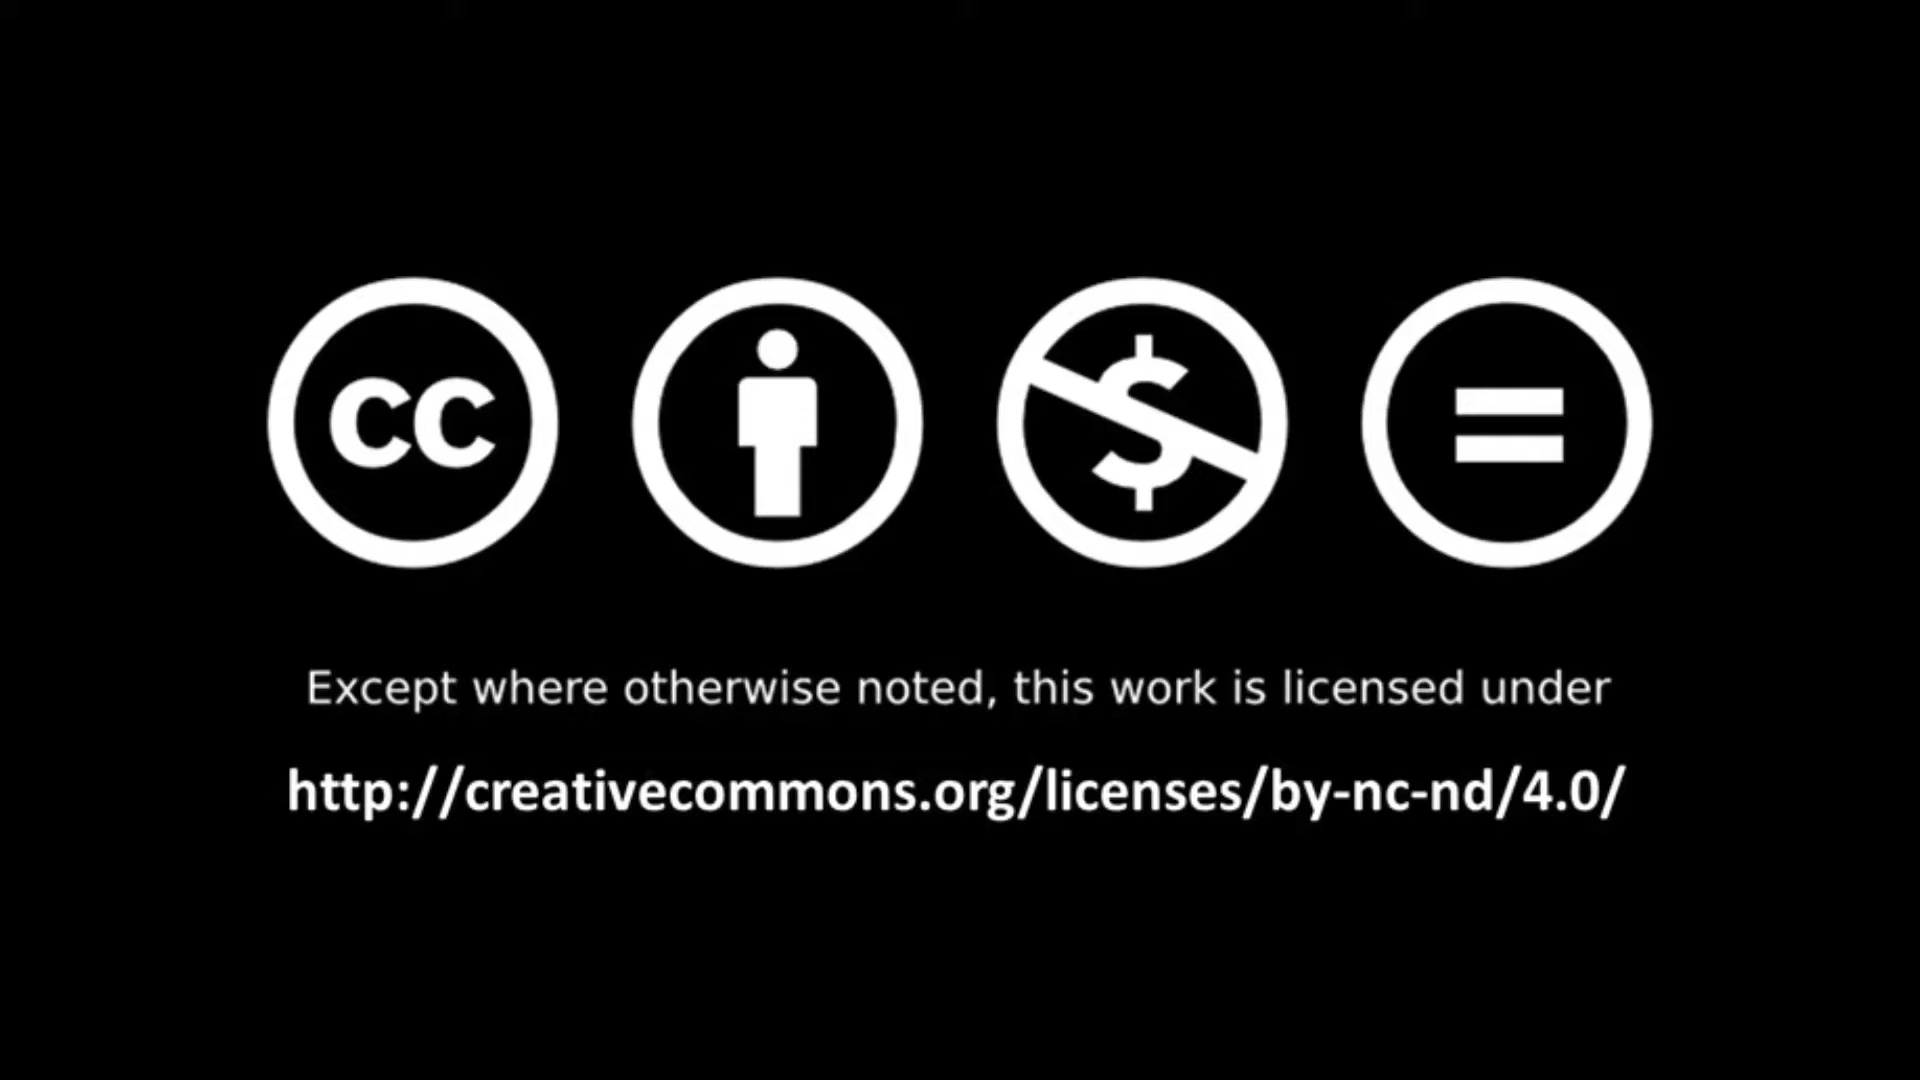 cc
$
=
Except where otherwise noted, this work is licensed under
http://creativecommons.org/licenses/by-nc-nd/4.0/